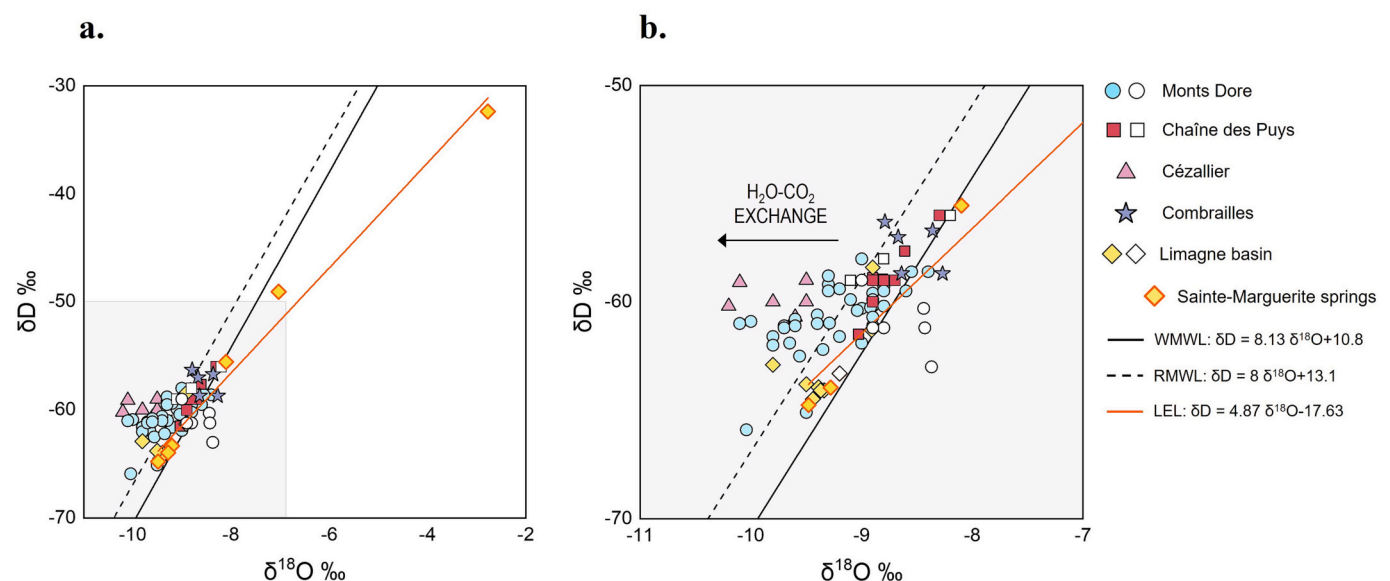 a.
-30
-40
-50
-60
-70
δD ‰
-10
-8
-6
-4
-2
δ18O ‰
b.
-50
-60
-70
δD ‰
H2O-CO2
EXCHANGE
-11
-10
-9
-8
-7
δ18O ‰
Monts Dore
Chaîne des Puys
Cézallier
Combrailles
Limagne basin
Sainte-Marguerite springs
WMWL: δD = 8.13 δ18O+10.8
RMWL: δD = 8 δ18O+13.1
LEL: δD = 4.87 δ18O-17.63